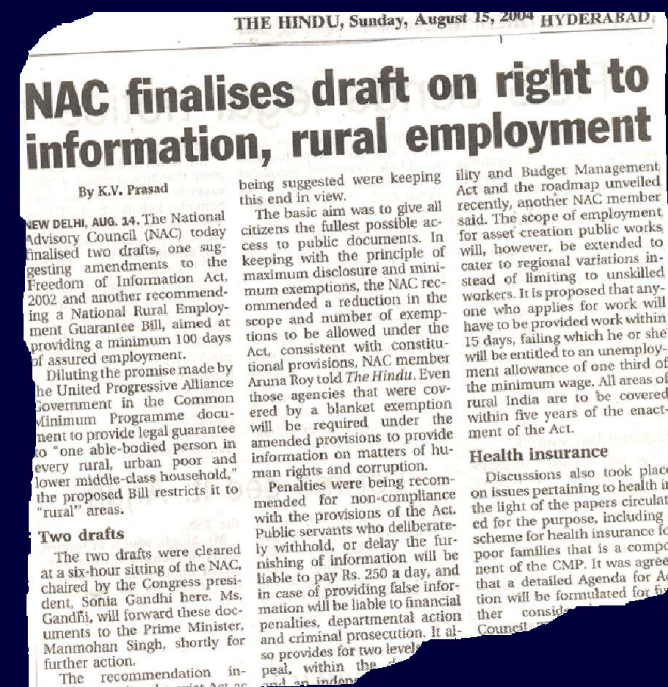 THE HINDU, Sunday, August 15, 2004 HYDERABAD
NAC finalises draft on right to
information, rural employment
By K.V. Prasad
NEW DELHI, AUG. 14. The National
Advisory Council (NAC) today
finalised two drafts, one sug-
gesting amendments to the
Freedom of Information Act,
2002 and another recommend-
ing a National Rural Employ-
ment Guarantee Bill, aimed at
providing a minimum 100 days
of assured employment.
Diluting the promise made by
he United Progressive Alliance
Government in the Common
Minimum Programme docu-
ment to provide legal guarantee
to "one able-bodied person in
every rural, urban poor and
lower middle-class household,"
the proposed Bill restricts it to
"rural" areas.
Two drafts
The two drafts were cleared
at a six-hour sitting of the NAC,
chaired by the Congress presi-
dent, Sonia Gandhi here. Ms.
Gandhi, will forward these doc-
uments to the Prime Minister,
Manmohan Singh, shortly for
further action.
The recommendation in-
being suggested were keeping
this end in view.
The basic aim was to give all
citizens the fullest possible ac-
cess to public documents. In
keeping with the principle of
maximum disclosure and mini-
mum exemptions, the NAC rec-
ommended a reduction in the
scope and number of exemp-
tions to be allowed under the
Act, consistent with constitu-
tional provisions, NAC member
Aruna Roy told The Hindu. Even
those agencies that were cov-
ered by a blanket exemption
will be required under the
amended provisions to provide
information on matters of hu-
man rights and corruption.
Penalties were being recom-
mended for non-compliance
with the provisions of the Act.
Public servants who deliberate-
ly withhold, or delay the fur-
nishing of information will be
liable to pay Rs. 250 a day, and
in case of providing false infor-
mation will be liable to financial
penalties, departmental action
and criminal prosecution. It al-
so provides for two levels
peal, within the
and an
ility and Budget Management
Act and the roadmap unveiled
recently, another NAC member
said. The scope of employment
for asset creation public works
will, however, be extended to
cater to regional variations in-
stead of limiting to unskilled
workers. It is proposed that any-
one who applies for work will
have to be provided work within
15 days, failing which he or she
will be entitled to an unemploy-
ment allowance of one third of
the minimum wage. All areas of
rural India are to be covered
within five years of the enact-
ment of the Act.
Health insurance
Discussions also took place
on issues pertaining to health in
the light of the papers circulat-
ed for the purpose, including
scheme for health insurance fo
poor families that is a compo
nent of the CMP. It was agree
that a detailed Agenda for Ac
tion will be formulated for
ther
Council